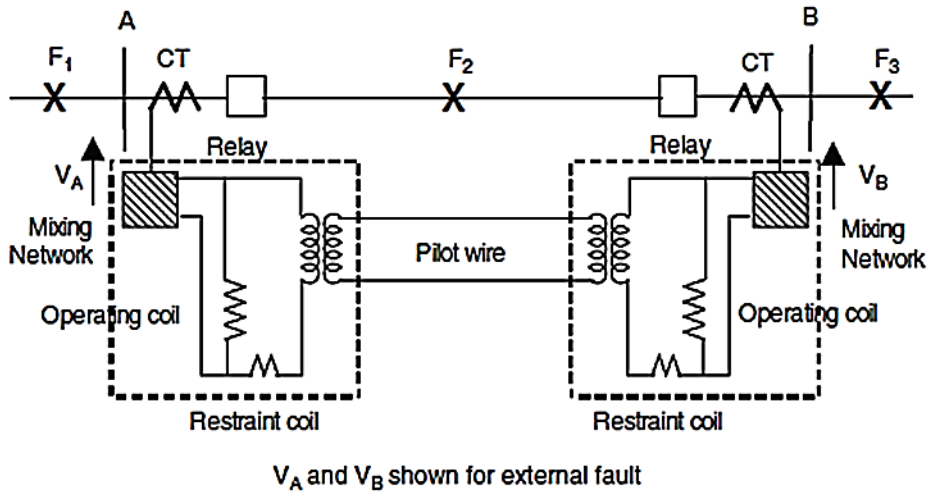 A
B
F1
CT
F2
CT
F3
Relay
Relay
VA
VB
Mixing
Network
Pilot wire
Mixing
Network
Operating coil
Operating coil
Restraint coil
Restraint coil
VA and VB shown for external fault